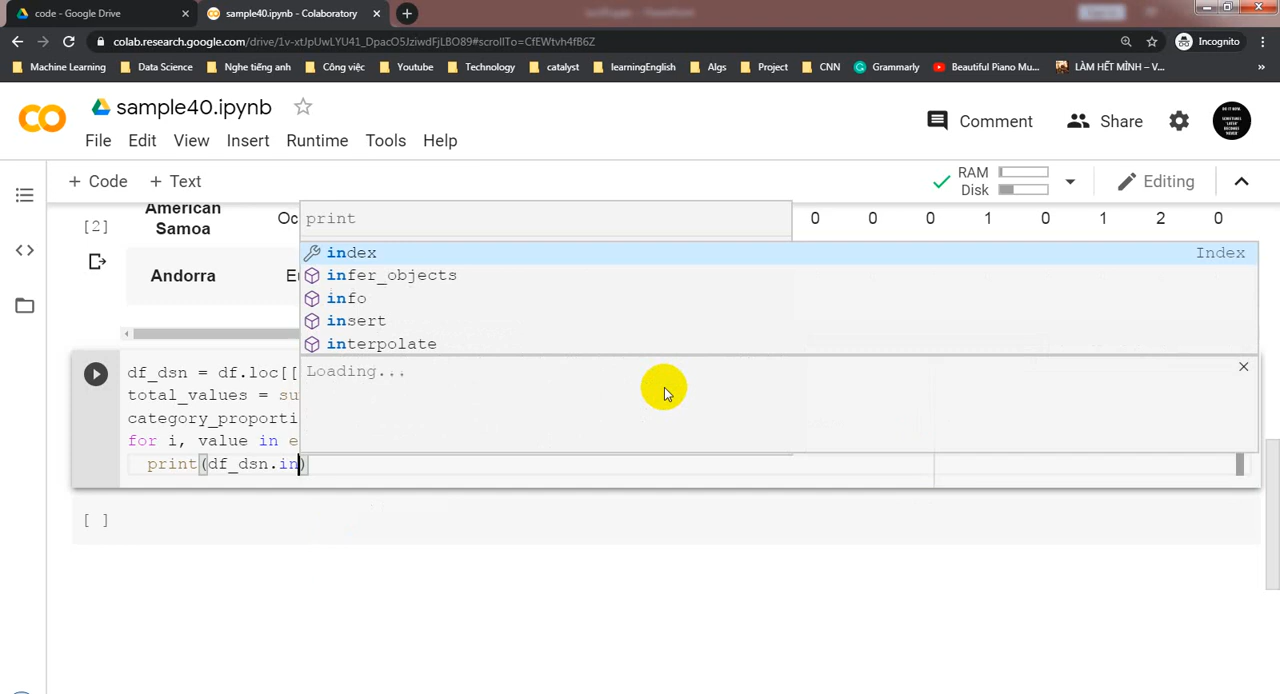 code - Google Drive
sample40.ipynb - Colaboratory
colab.research.google.com/drive/1v-xtJpUwLYU41_DpacO5JziwdFjLBO89#scrollTo=CfEWtvh4fB6Z
Incognito
Machine Learning Data Science Nghe tiếng anh Công việc Youtube Technology catalyst learningEnglish Algs Project CNN Grammarly Beautiful Piano Mu... LÀM HẾT MÌNH – V... »
sample40.ipynb
Comment Share
File Edit View Insert Runtime Tools Help
+ Code + Text
RAM
Disk
Editing
American
Samoa
[2]
Oc
0 0 0 1 0 1 2 0
Andorra
print
index Index
infer_objects
info
insert
interpolate
Loading...
df_dsn = df.loc[[
total_values = su
category_proporti
for i, value in e
print(df_dsn.in)
[ ]